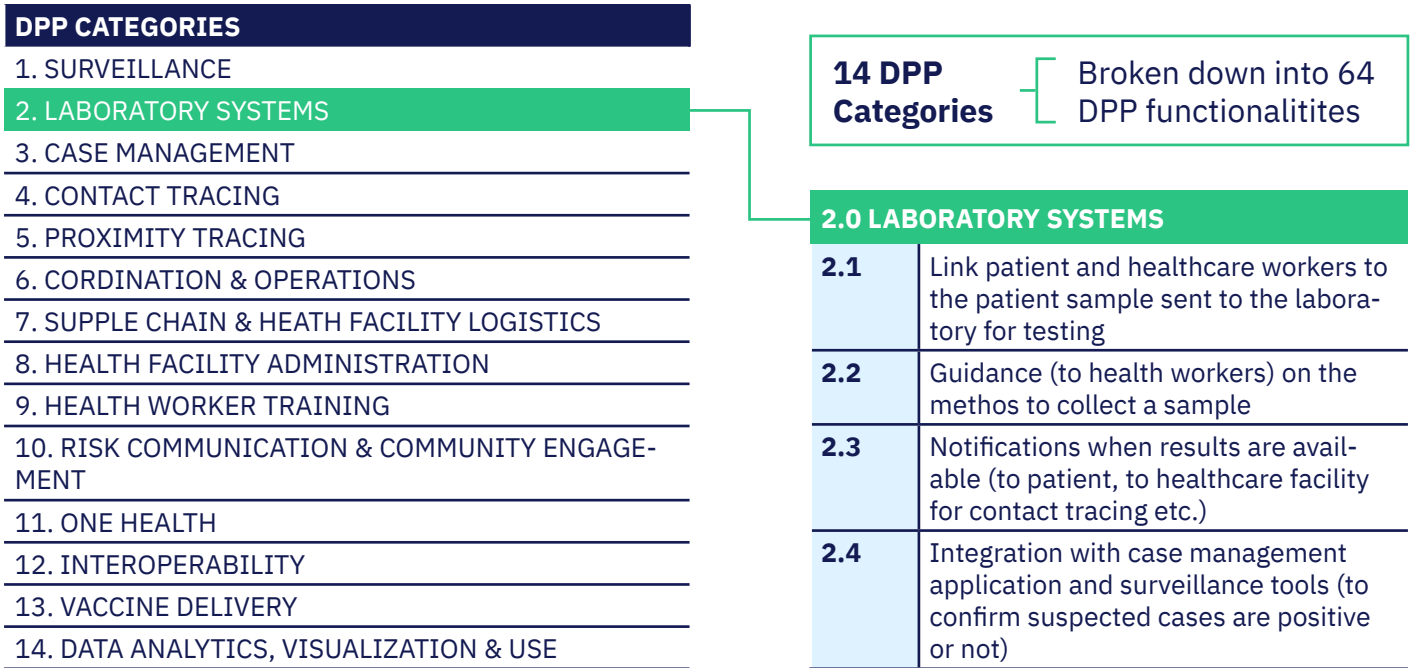 DPP CATEGORIES
1. SURVEILLANCE
2. LABORATORY SYSTEMS
3. CASE MANAGEMENT
4. CONTACT TRACING
5. PROXIMITY TRACING
6. CORDINATION & OPERATIONS
7. SUPPLE CHAIN & HEATH FACILITY LOGISTICS
8. HEALTH FACILITY ADMINISTRATION
9. HEALTH WORKER TRAINING
10. RISK COMMUNICATION & COMMUNITY ENGAGE-
MENT
11. ONE HEALTH
12. INTEROPERABILITY
13. VACCINE DELIVERY
14. DATA ANALYTICS, VISUALIZATION & USE
14 DPP
Categories
Broken down into 64
DPP functionalitites
2.0 LABORATORY SYSTEMS
2.1 Link patient and healthcare workers to
the patient sample sent to the labora-
tory for testing
2.2 Guidance (to health workers) on the
methos to collect a sample
2.3 Notifications when results are avail-
able (to patient, to healthcare facility
for contact tracing etc.)
2.4 Integration with case management
application and surveillance tools (to
confirm suspected cases are positive
or not)